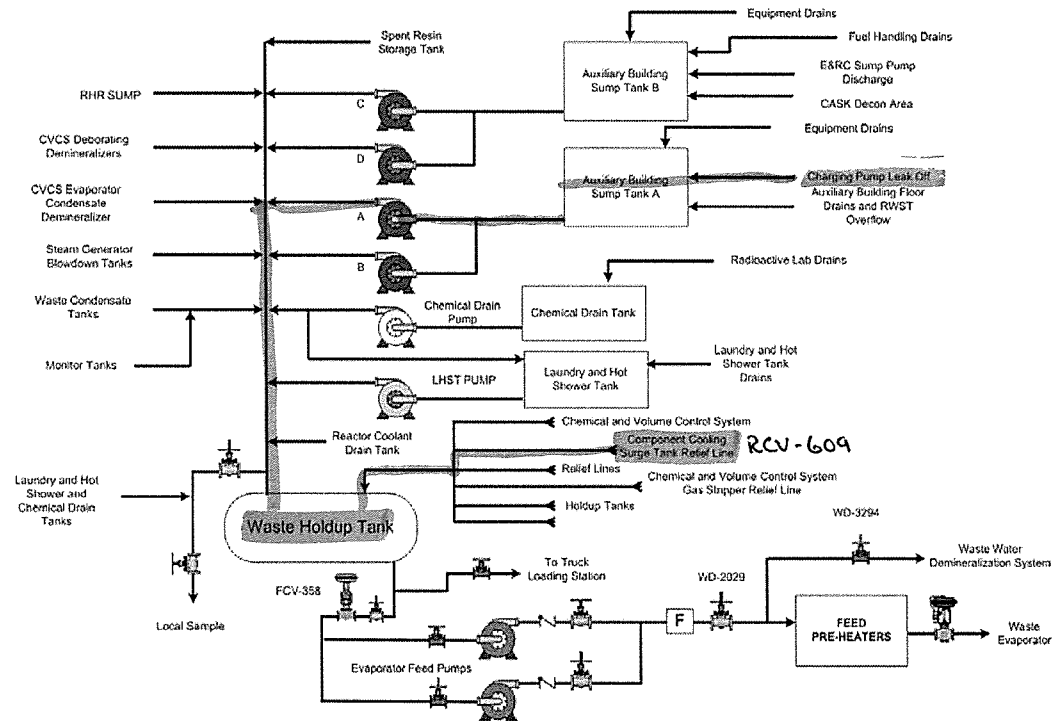 Equipment Drains
Spent Resin
Storage Tank
Fuel Handling Drains
Auxiliary Building
Sump Tank B
E&RC Sump Pump
Discharge
RHR SUMP
C
CASK Decon Area
Equipment Drains
CVCS Deborating
Demineralizers
D
Charging Pump Leak Off
CVCS Evaporator
Condensate
Demineralizer
A
Auxiliary Building
Sump Tank A
Auxiliary Building Floor
Drains and RWST
Overflow
Steam Generator
Blowdown Tanks
B
Radioactive Lab Drains
Waste Condensate
Tanks
Chemical Drain
Pump
Chemical Drain Tank
Monitor Tanks
LHST PUMP
Laundry and Hot
Shower Tank
Laundry and Hot
Shower Tank
Drains
Reactor Coolant
Drain Tank
Chemical and Volume Control System
Component Cooling
Surge Tank Relief Line
RCV-609
Relief Lines
Chemical and Volume Control System
Gas Stripper Relief Line
Holdup Tanks
Laundry and Hot
Shower and
Chemical Drain
Tanks
Waste Holdup Tank
WD-3294
To Truck
Loading Station
Waste Water
Demineralization System
FCV-358
WD-2029
Local Sample
F
FEED
PRE-HEATERS
Waste
Evaporator
Evaporator Feed Pumps